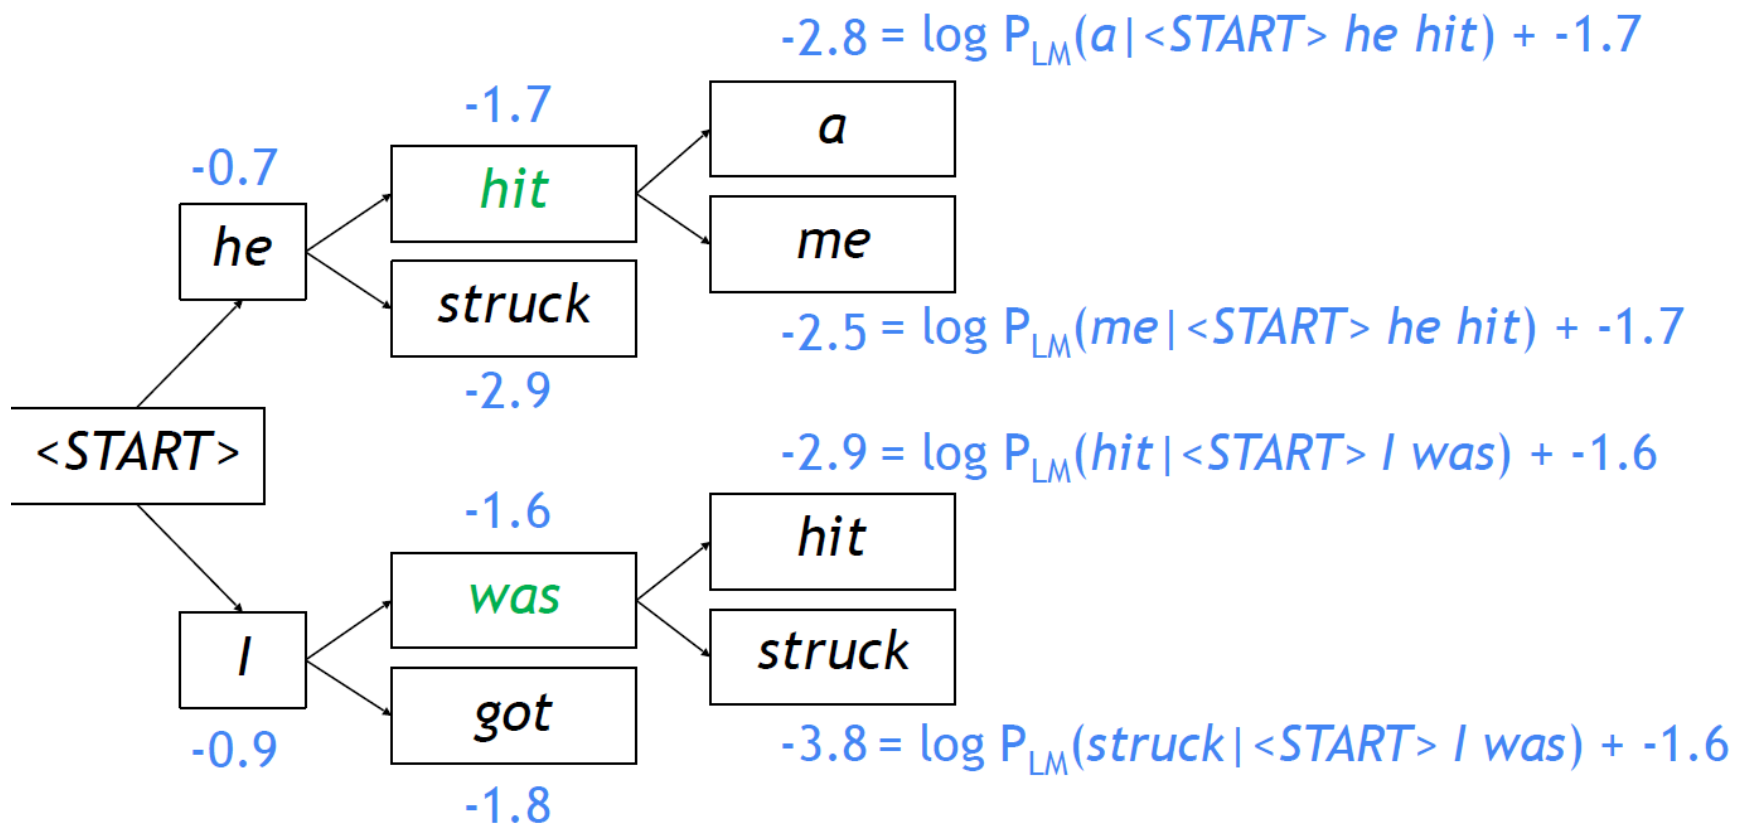 -2.8 = log P_LM(a|<START> he hit) + -1.7
-1.7
a
-0.7
hit
he
me
struck
-2.5 = log P_LM(me|<START> he hit) + -1.7
-2.9
<START>
-2.9 = log P_LM(hit|<START> I was) + -1.6
-1.6
hit
was
I
struck
got
-0.9
-3.8 = log P_LM(struck|<START> I was) + -1.6
-1.8